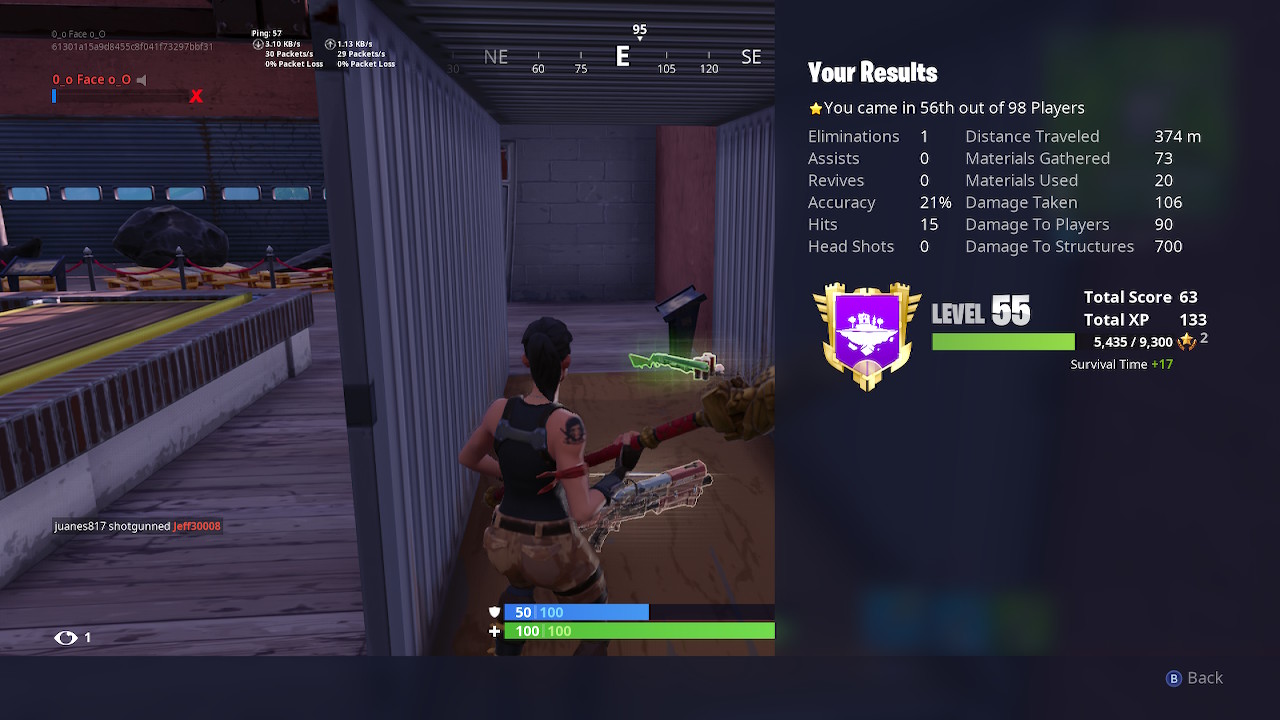 0_o Face o_O
61301a15a9d8455c8f041f73297bbf31
Ping: 57
3.10 KB/s 1.13 KB/s
30 Packets/s 29 Packets/s
0% Packet Loss 0% Packet Loss
0_o Face o_O
X
95
NE E SE
30 60 75 105 120
juanes817 shotgunned Jeff30008
1
50 | 100
100 | 100
Your Results
You came in 56th out of 98 Players
Eliminations 1 Distance Traveled 374 m
Assists 0 Materials Gathered 73
Revives 0 Materials Used 20
Accuracy 21% Damage Taken 106
Hits 15 Damage To Players 90
Head Shots 0 Damage To Structures 700
LEVEL 55
Total Score 63
Total XP 133
5,435 / 9,300 2
Survival Time +17
B Back